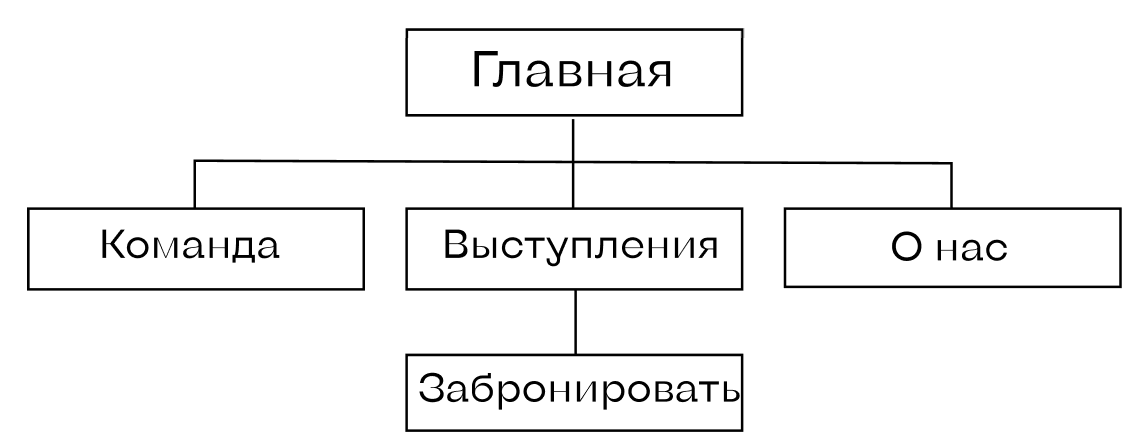 Главная
Команда
Выступления
О нас
Забронировать